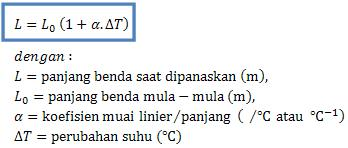 L = L₀ (1 + α.ΔT)
dengan :
L = panjang benda saat dipanaskan (m),
L₀ = panjang benda mula − mula (m),
α = koefisien muai linier/panjang ( /°C atau °C⁻¹)
ΔT = perubahan suhu (°C)